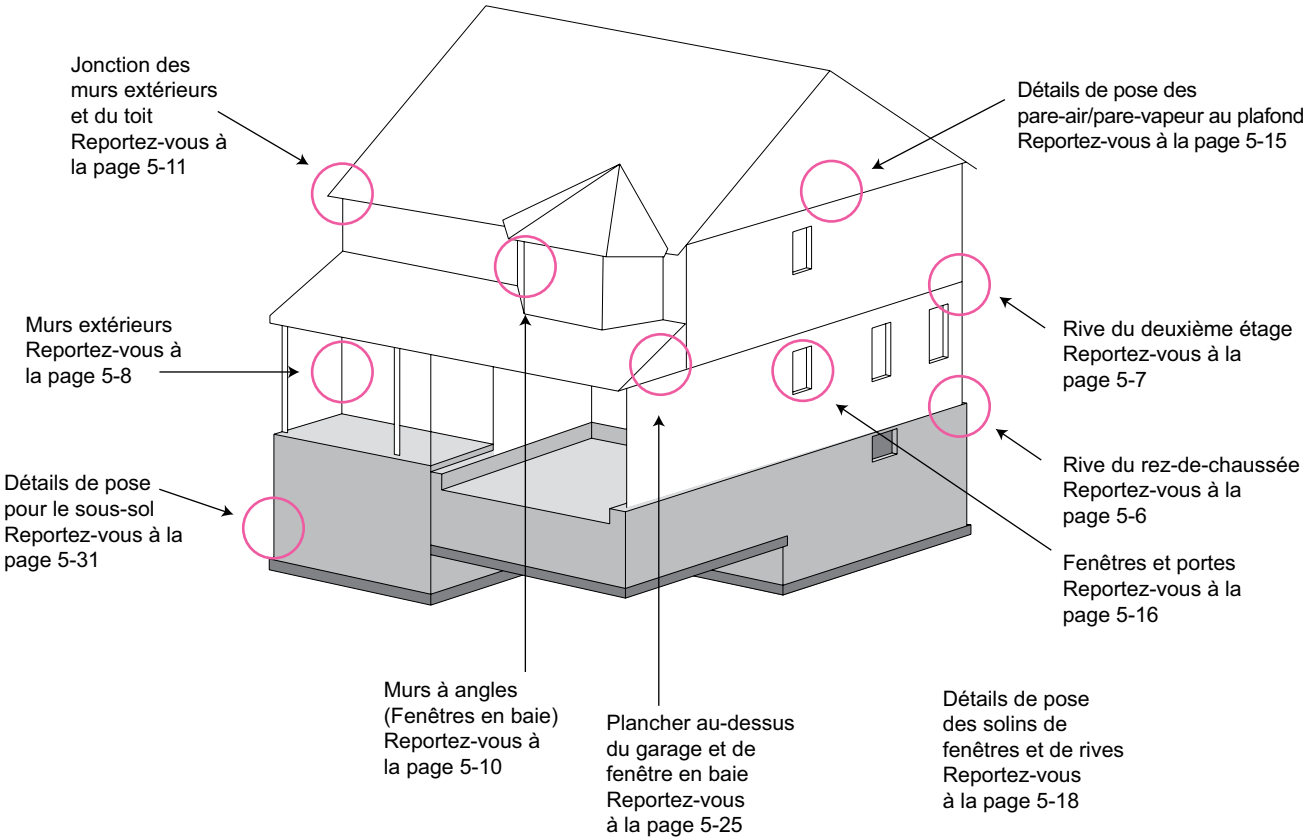 Jonction des
murs extérieurs
et du toit
Reportez-vous à
la page 5-11
Détails de pose des
pare-air/pare-vapeur au plafond
Reportez-vous à la page 5-15
Murs extérieurs
Reportez-vous à
la page 5-8
Rive du deuxième étage
Reportez-vous à la
page 5-7
Détails de pose
pour le sous-sol
Reportez-vous à la
page 5-31
Rive du rez-de-chaussée
Reportez-vous à la
page 5-6
Fenêtres et portes
Reportez-vous à la
page 5-16
Murs à angles
(Fenêtres en baie)
Reportez-vous à
la page 5-10
Plancher au-dessus
du garage et de
fenêtre en baie
Reportez-vous
à la page 5-25
Détails de pose
des solins de
fenêtres et de rives
Reportez-vous
à la page 5-18